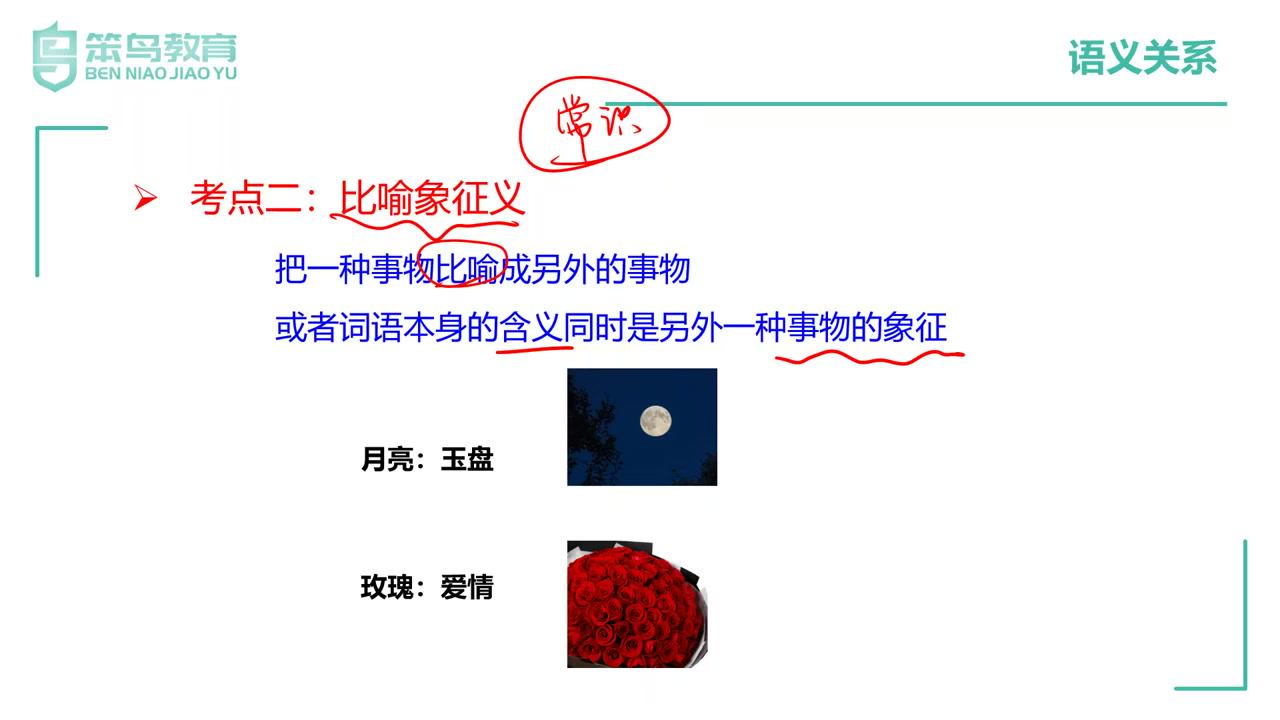 笨鸟教育
BEN NIAO JIAO YU
语义关系
常识
考点二：比喻象征义
把一种事物比喻成另外的事物
或者词语本身的含义同时是另外一种事物的象征
月亮：玉盘
玫瑰：爱情